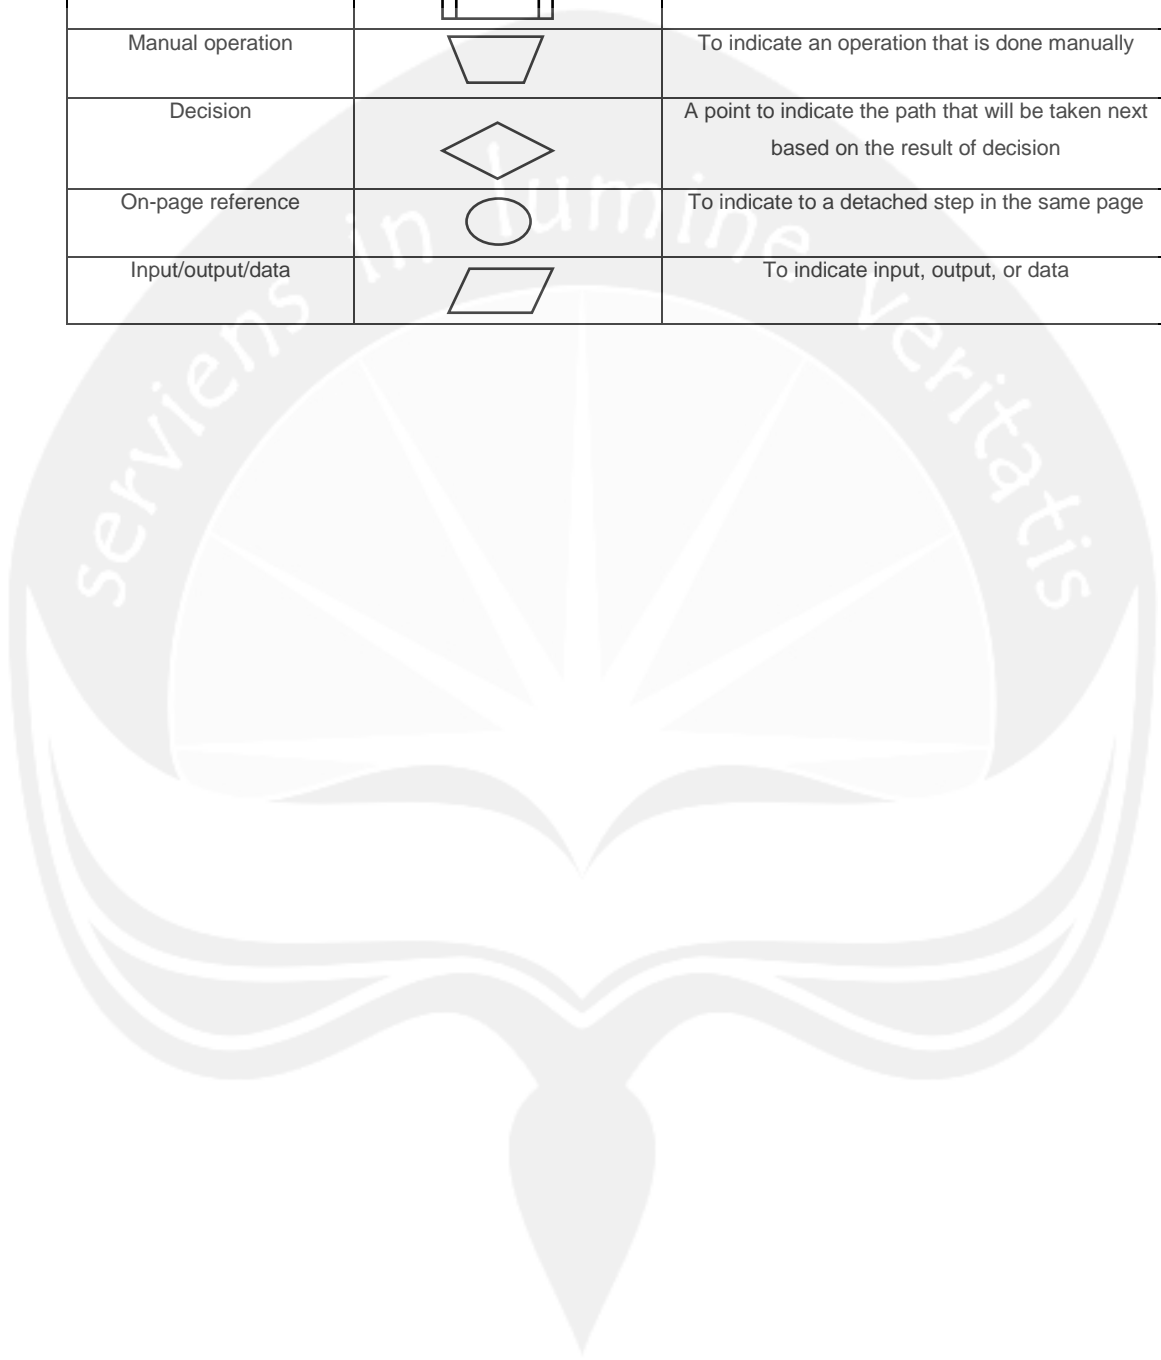 Manual operation
To indicate an operation that is done manually
Decision
A point to indicate the path that will be taken next
based on the result of decision
On-page reference
To indicate to a detached step in the same page
Input/output/data
To indicate input, output, or data
serviens in lumine veritatis